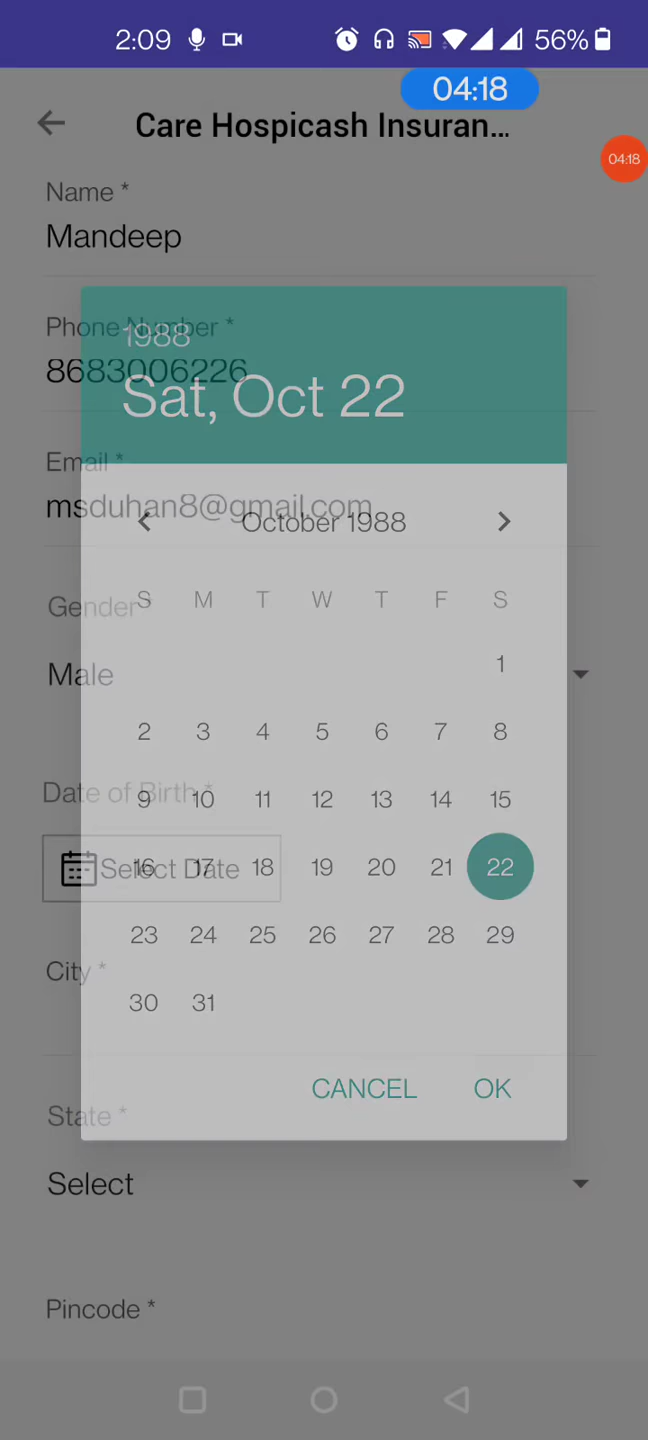 2:09 56%
04:18
Care Hospicash Insuran...
04:18
Name *
Mandeep
Phone Number *
1988
8683006226
Sat, Oct 22
Email *
msduhan8@gmail.com
October 1988
Gender
S M T W T F S
Male
1
2 3 4 5 6 7 8
Date of Birth *
9 10 11 12 13 14 15
Select Date
16 17 18 19 20 21 22
23 24 25 26 27 28 29
City *
30 31
CANCEL OK
State *
Select
Pincode *